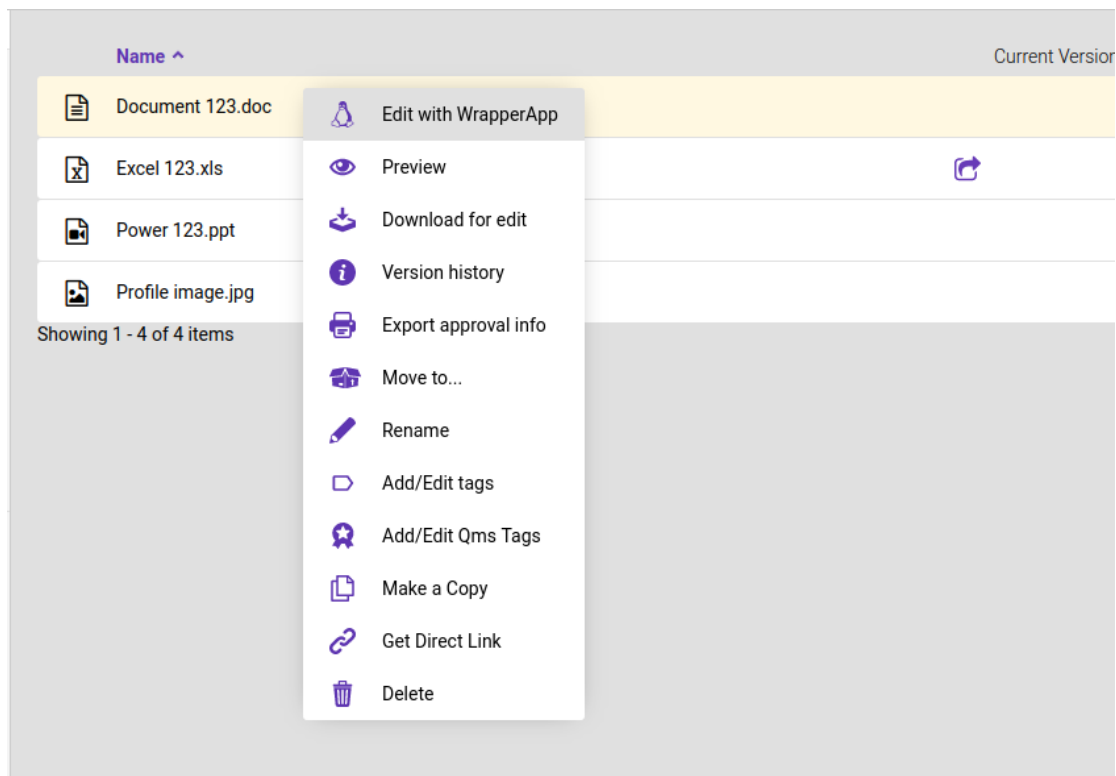 Name
Current Version
Document 123.doc
Excel 123.xls
Power 123.ppt
Profile image.jpg
Showing 1 - 4 of 4 items
Edit with WrapperApp
Preview
Download for edit
Version history
Export approval info
Move to...
Rename
Add/Edit tags
Add/Edit Qms Tags
Make a Copy
Get Direct Link
Delete